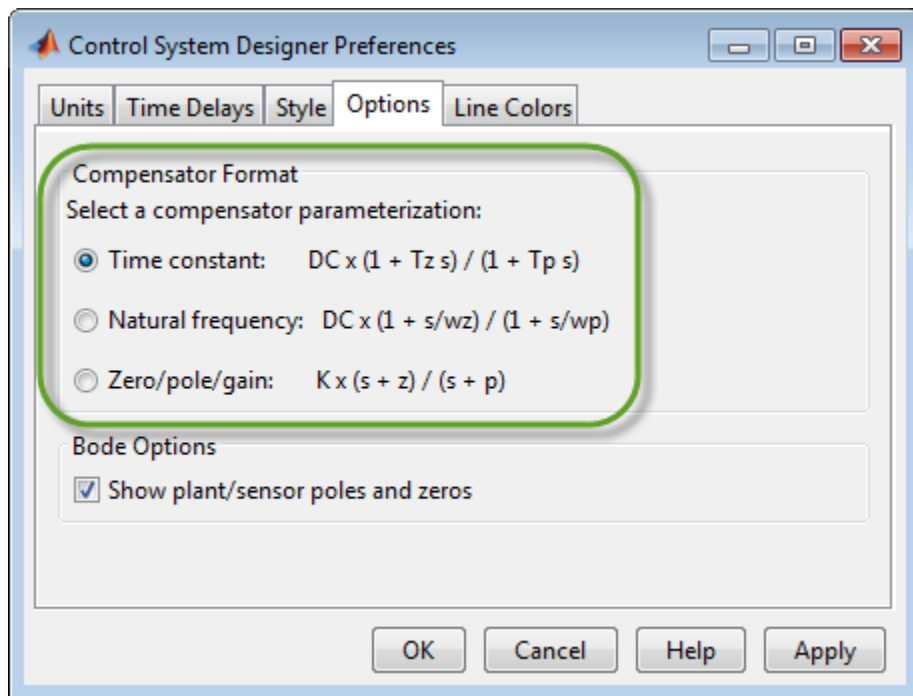 Control System Designer Preferences
Units Time Delays Style Options Line Colors
Compensator Format
Select a compensator parameterization:
Time constant: DC x (1 + Tz s) / (1 + Tp s)
Natural frequency: DC x (1 + s/wz) / (1 + s/wp)
Zero/pole/gain: K x (s + z) / (s + p)
Bode Options
Show plant/sensor poles and zeros
OK Cancel Help Apply